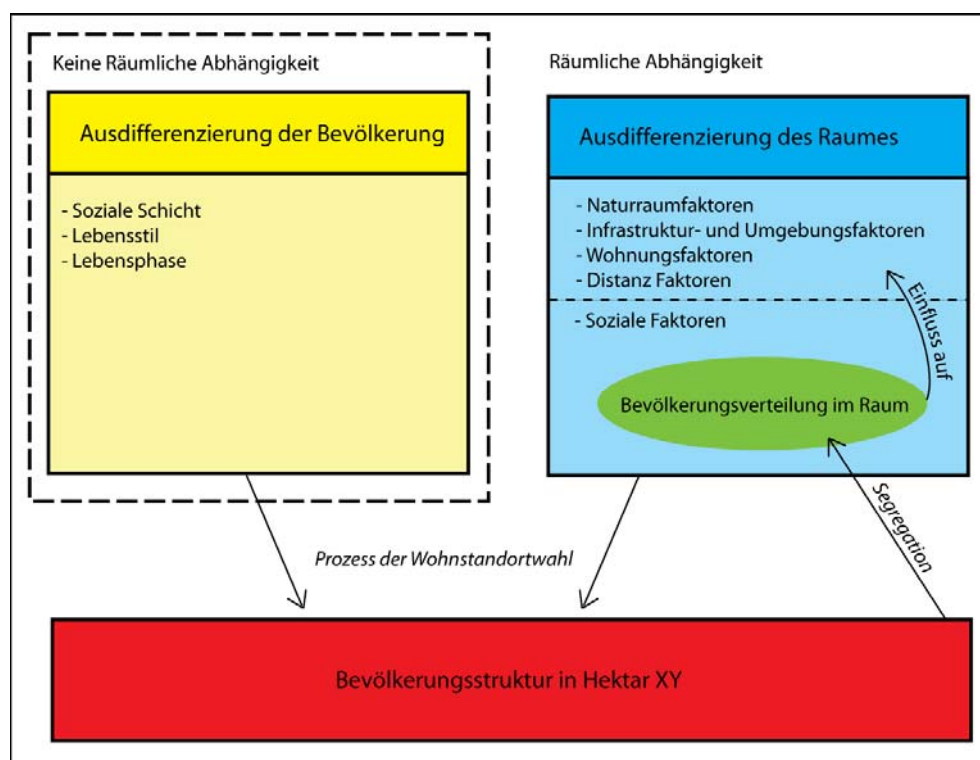 Keine Räumliche Abhängigkeit
Ausdifferenzierung der Bevölkerung
- Soziale Schicht
- Lebensstil
- Lebensphase
Räumliche Abhängigkeit
Ausdifferenzierung des Raumes
- Naturraumfaktoren
- Infrastruktur- und Umgebungsfaktoren
- Wohnungsfaktoren
- Distanz Faktoren
- Soziale Faktoren
Einfluss auf
Bevölkerungsverteilung im Raum
Segregation
Prozess der Wohnstandortwahl
Bevölkerungsstruktur in Hektar XY